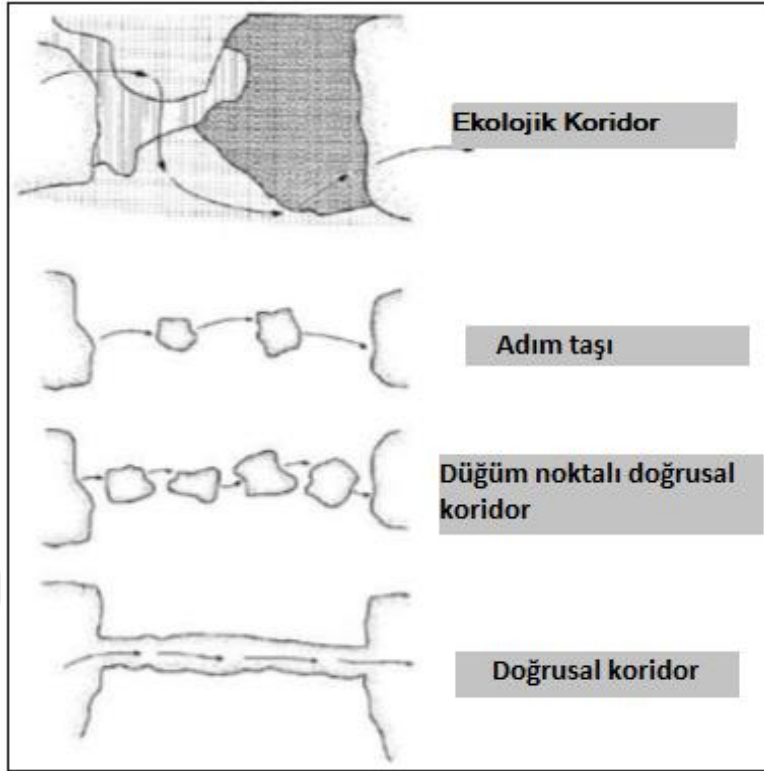 Ekolojik Koridor
Adım taşı
Düğüm noktalı doğrusal
koridor
Doğrusal koridor